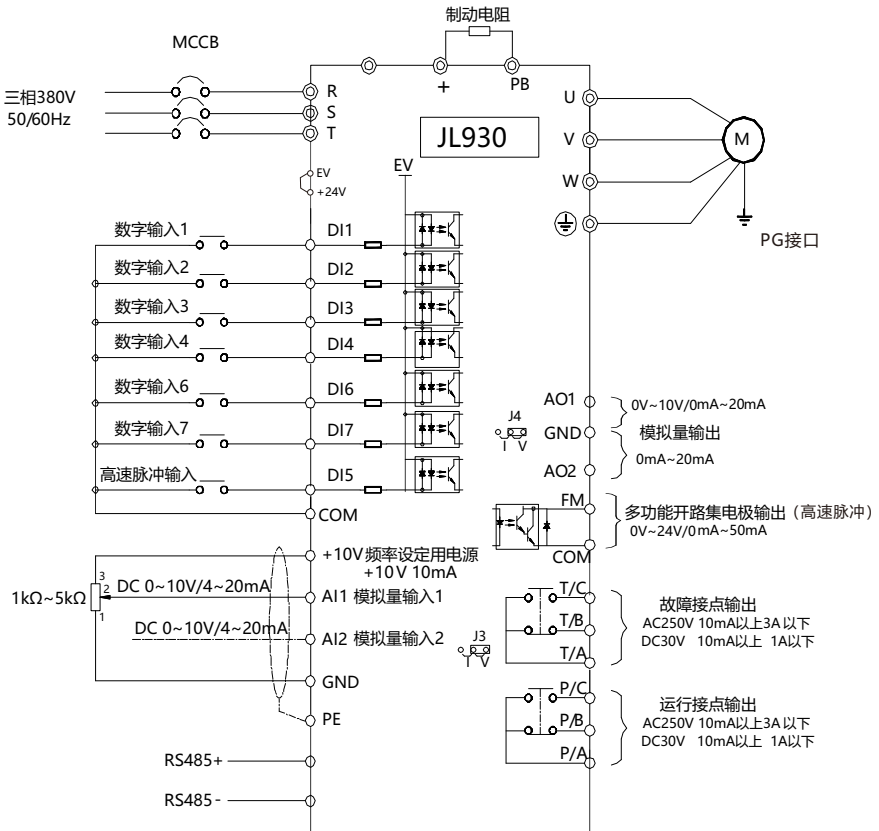 制动电阻
MCCB
+
PB
三相380V
50/60Hz
R
S
T
JL930
U
V
W
M
EV
+24V
EV
PG接口
数字输入1
DI1
数字输入2
DI2
数字输入3
DI3
数字输入4
DI4
数字输入6
DI6
数字输入7
DI7
高速脉冲输入
DI5
COM
AO1
0V~10V/0mA~20mA
J4
I V
GND
模拟量输出
AO2
0mA~20mA
FM
多功能开路集电极输出（高速脉冲）
0V~24V/0mA~50mA
COM
+10V 频率设定用电源
+10V 10mA
1kΩ~5kΩ
3
2
1
DC 0~10V/4~20mA
AI1 模拟量输入1
DC 0~10V/4~20mA
AI2 模拟量输入2
J3
I V
GND
PE
T/C
T/B
T/A
故障接点输出
AC250V 10mA以上3A以下
DC30V 10mA以上 1A以下
P/C
P/B
P/A
运行接点输出
AC250V 10mA以上3A以下
DC30V 10mA以上 1A以下
RS485+
RS485-